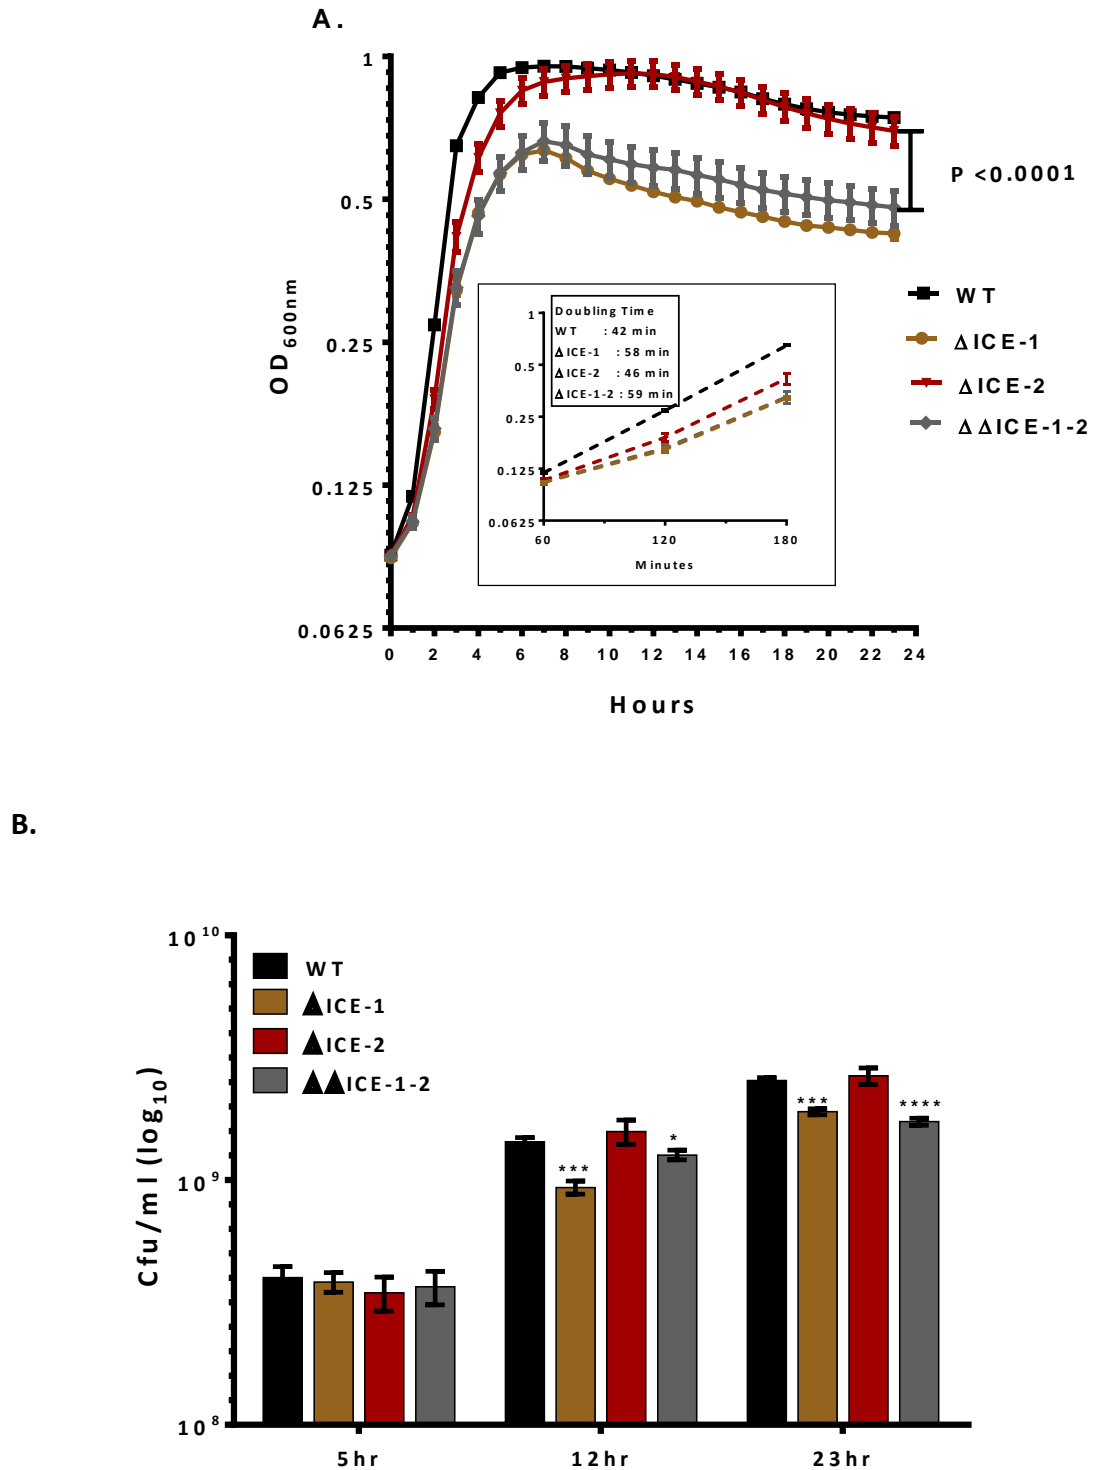 A.
1
0.5
0.25
0.125
0.0625
OD600nm
0 2 4 6 8 10 12 14 16 18 20 22 24
Hours
P <0.0001
WT
ΔICE-1
ΔICE-2
ΔΔICE-1-2
Doubling Time
WT : 42 min
ΔICE-1 : 58 min
ΔICE-2 : 46 min
ΔICE-1-2 : 59 min
1
0.5
0.25
0.125
0.0625
60 120 180
Minutes
B.
10^10
10^9
10^8
Cfu/ml (log10)
WT
▲ICE-1
▲ICE-2
▲▲ICE-1-2
*** * *** ****
5hr 12hr 23hr